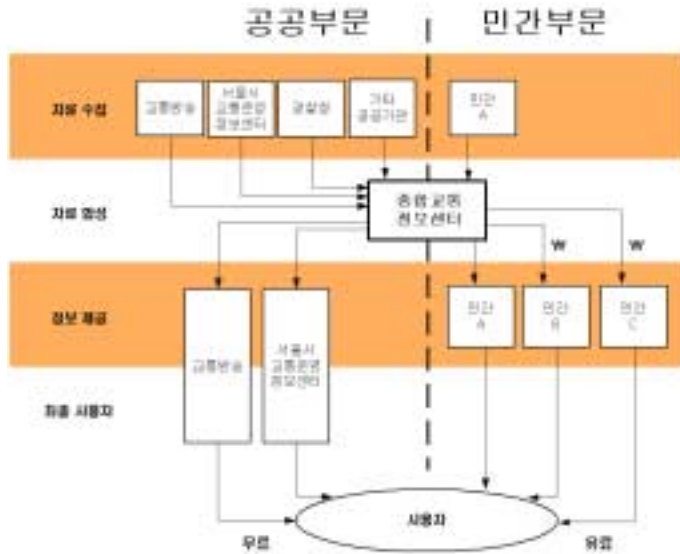 공공부문
민간부문
자료 수집
교통방송
서울시
교통운영
정보센터
경찰청
기타
공공기관
민간
A
종합교통
정보센터
자료 합성
₩
₩
정보 제공
교통방송
서울시
교통운영
정보센터
민간
A
민간
B
민간
C
최종 사용자
사용자
무료
유료